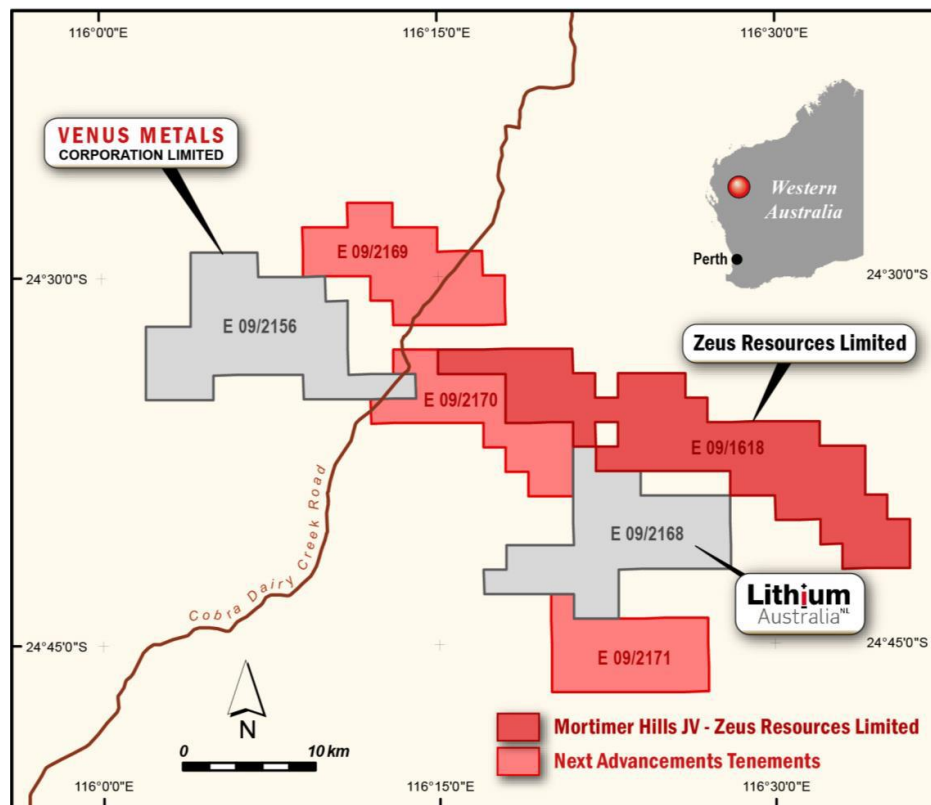 116°0'0"E
116°15'0"E
116°30'0"E
VENUS METALS
CORPORATION LIMITED
Western
Australia
Perth
E 09/2169
24°30'0"S
24°30'0"S
E 09/2156
Zeus Resources Limited
E 09/2170
E 09/1618
Cobra Dairy Creek Road
E 09/2168
Lithium
Australia NL
24°45'0"S
24°45'0"S
E 09/2171
N
0 10 km
Mortimer Hills JV - Zeus Resources Limited
Next Advancements Tenements
116°0'0"E
116°15'0"E
116°30'0"E